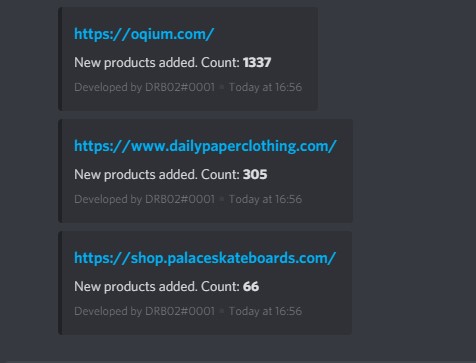 https://oqium.com/
New products added. Count: 1337
Developed by DRB02#0001 • Today at 16:56
https://www.dailypaperclothing.com/
New products added. Count: 305
Developed by DRB02#0001 • Today at 16:56
https://shop.palaceskateboards.com/
New products added. Count: 66
Developed by DRB02#0001 • Today at 16:56